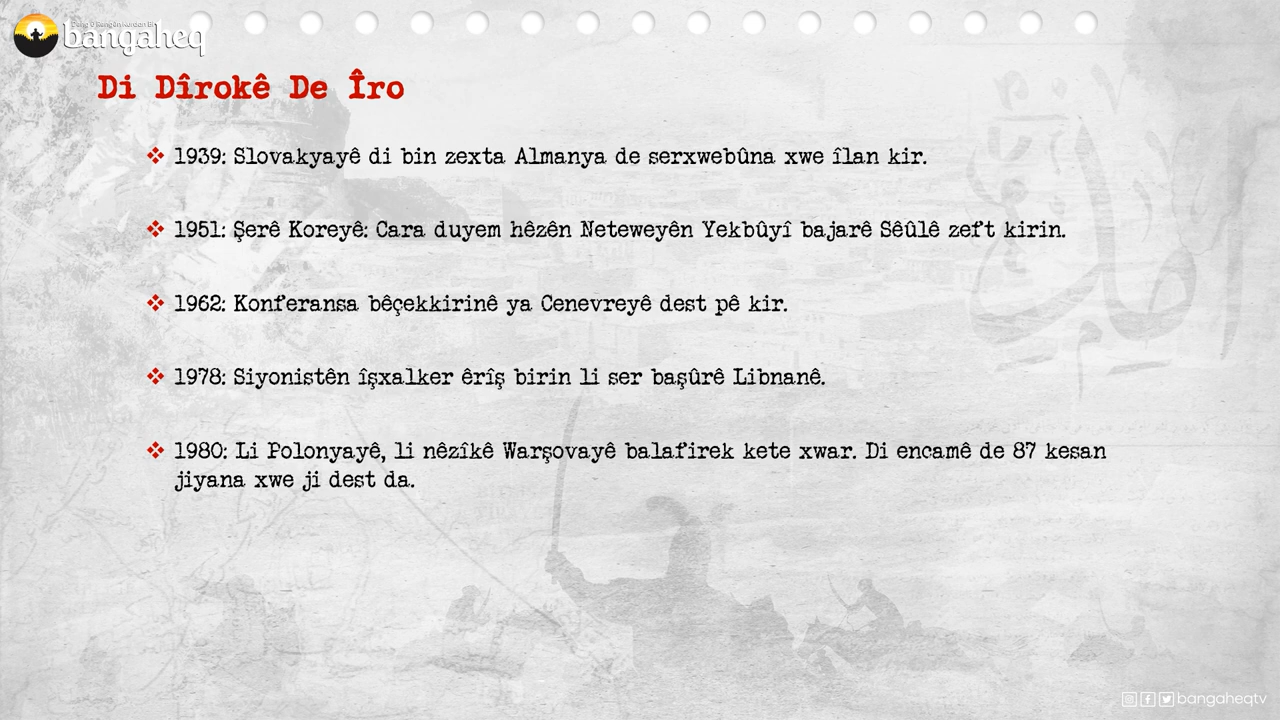 bangaheq
Di Dîrokê De Îro
1939: Slovakyayê di bin zexta Almanya de serxwebûna xwe îlan kir.
1951: Şerê Koreyê: Cara duyem hêzên Neteweyên Yekbûyî bajarê Sêûlê zeft kirin.
1962: Konferansa bêçekkirinê ya Cenevreyê dest pê kir.
1978: Siyonistên îşxalker êrîş birin li ser başûrê Libnanê.
1980: Li Polonyayê, li nêzîkê Warşovayê balafirek kete xwar. Di encamê de 87 kesan
jiyana xwe ji dest da.
bangaheqtv